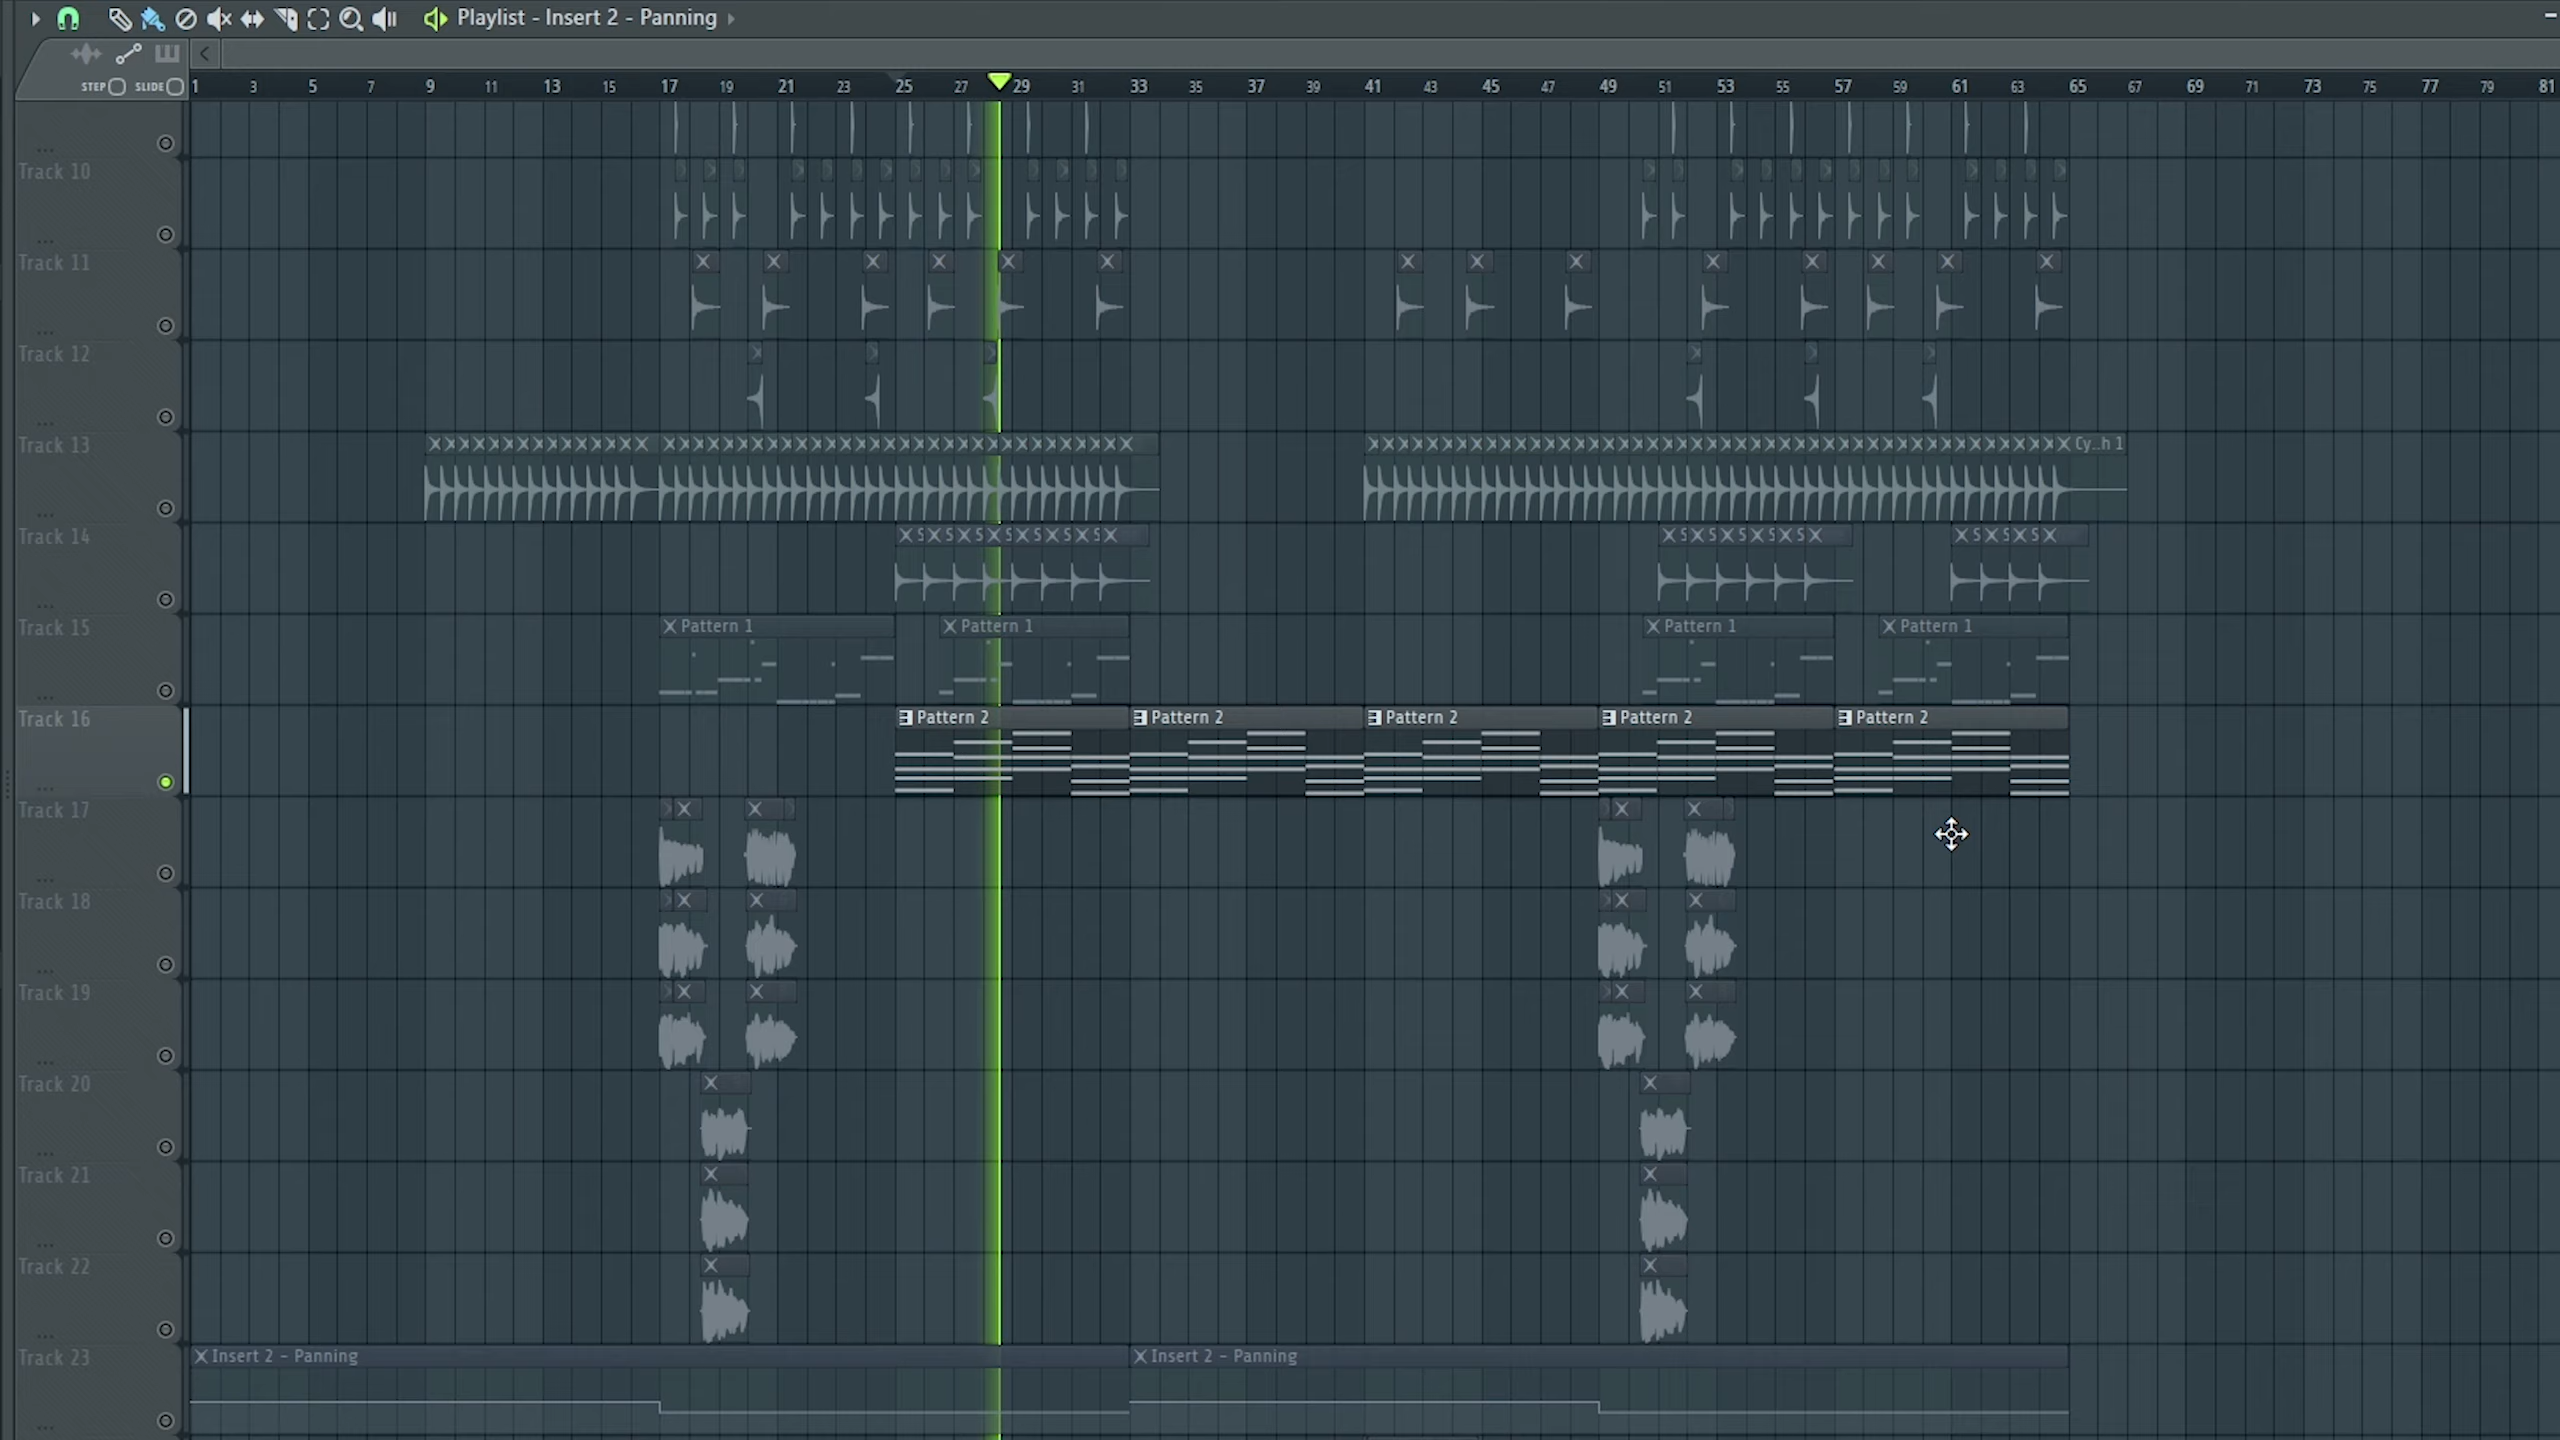 Playlist - Insert 2 - Panning
STEP SLIDE 1 3 5 7 9 11 13 15 17 19 21 23 25 27 29 31 33 35 37 39 41 43 45 47 49 51 53 55 57 59 61 63 65 67 69 71 73 75 77 79 81
Track 10
Track 11
Track 12
Track 13 Cy..h 1
Track 14 S S S S S S S S S S S S S S
Track 15 Pattern 1 Pattern 1 Pattern 1 Pattern 1
Track 16 Pattern 2 Pattern 2 Pattern 2 Pattern 2 Pattern 2
Track 17
Track 18
Track 19
Track 20
Track 21
Track 22
Track 23 Insert 2 - Panning Insert 2 - Panning